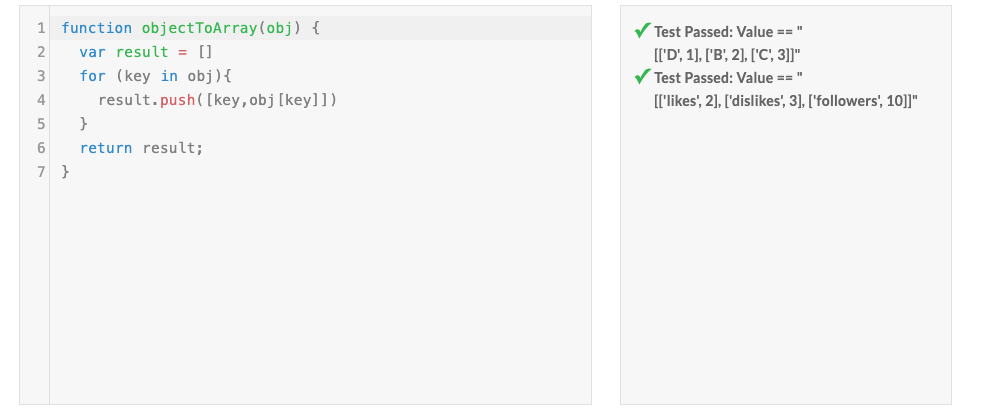 1 function objectToArray(obj) {
2 var result = []
3 for (key in obj){
4 result.push([key,obj[key]])
5 }
6 return result;
7 }
Test Passed: Value == "
[['D', 1], ['B', 2], ['C', 3]]"
Test Passed: Value == "
[['likes', 2], ['dislikes', 3], ['followers', 10]]"